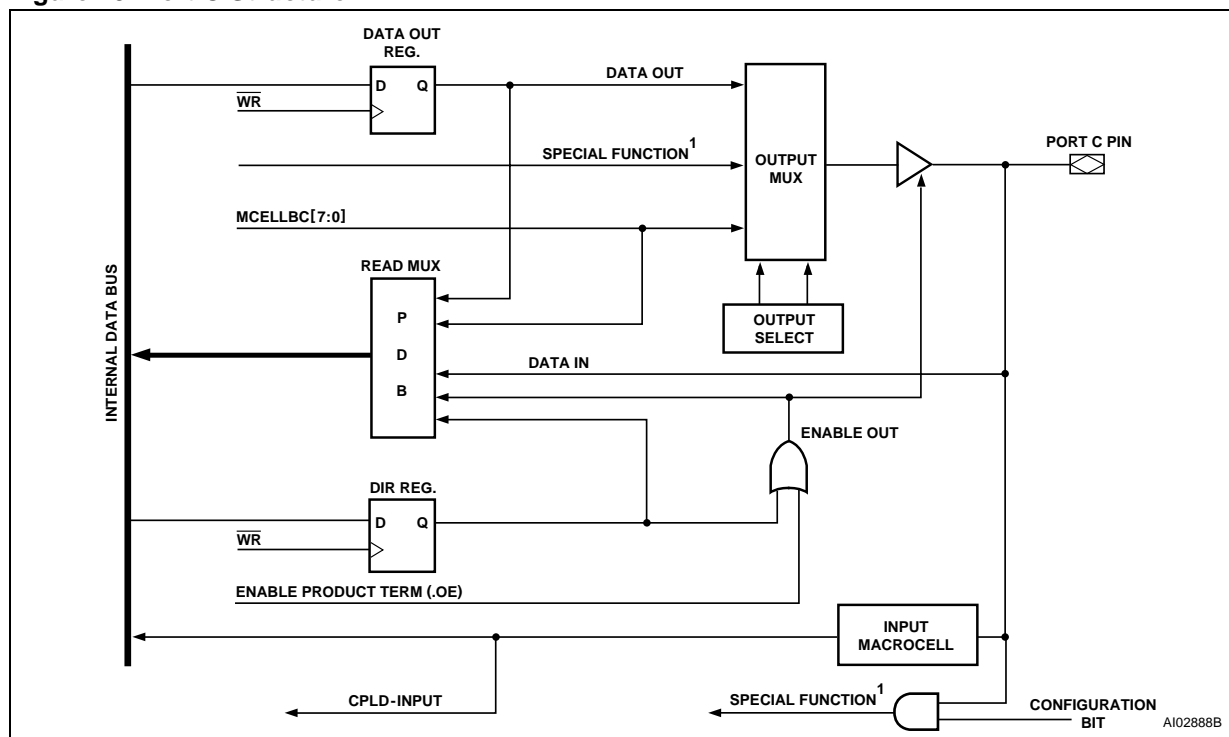 DATA OUT
REG.
D Q
WR
DATA OUT
SPECIAL FUNCTION1
MCELLBC[7:0]
OUTPUT
MUX
PORT C PIN
INTERNAL DATA BUS
READ MUX
P
D
B
OUTPUT
SELECT
DATA IN
ENABLE OUT
DIR REG.
D Q
WR
ENABLE PRODUCT TERM (.OE)
INPUT
MACROCELL
CPLD-INPUT
SPECIAL FUNCTION1
CONFIGURATION
BIT
AI02888B